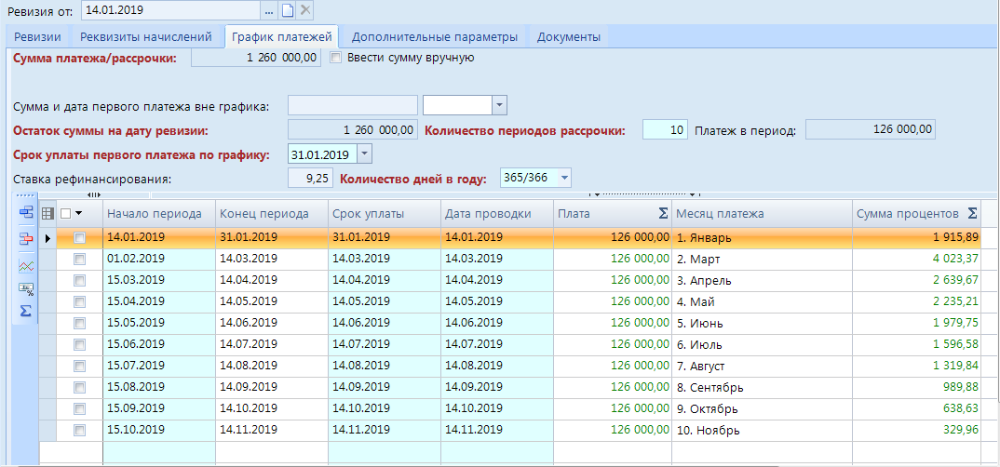 Ревизия от: 14.01.2019 ...
Ревизии Реквизиты начислений График платежей Дополнительные параметры Документы
Сумма платежа/рассрочки: 1 260 000,00 Ввести сумму вручную
Сумма и дата первого платежа вне графика:
Остаток суммы на дату ревизии: 1 260 000,00 Количество периодов рассрочки: 10 Платеж в период: 126 000,00
Срок уплаты первого платежа по графику: 31.01.2019
Ставка рефинансирования: 9,25 Количество дней в году: 365/366
Начало периода Конец периода Срок уплаты Дата проводки Плата Σ Месяц платежа Сумма процентов Σ
14.01.2019 31.01.2019 31.01.2019 14.01.2019 126 000,00 1. Январь 1 915,89
01.02.2019 14.03.2019 14.03.2019 14.03.2019 126 000,00 2. Март 4 023,37
15.03.2019 14.04.2019 14.04.2019 14.04.2019 126 000,00 3. Апрель 2 639,67
15.04.2019 14.05.2019 14.05.2019 14.05.2019 126 000,00 4. Май 2 235,21
15.05.2019 14.06.2019 14.06.2019 14.06.2019 126 000,00 5. Июнь 1 979,75
15.06.2019 14.07.2019 14.07.2019 14.07.2019 126 000,00 6. Июль 1 596,58
15.07.2019 14.08.2019 14.08.2019 14.08.2019 126 000,00 7. Август 1 319,84
15.08.2019 14.09.2019 14.09.2019 14.09.2019 126 000,00 8. Сентябрь 989,88
15.09.2019 14.10.2019 14.10.2019 14.10.2019 126 000,00 9. Октябрь 638,63
15.10.2019 14.11.2019 14.11.2019 14.11.2019 126 000,00 10. Ноябрь 329,96